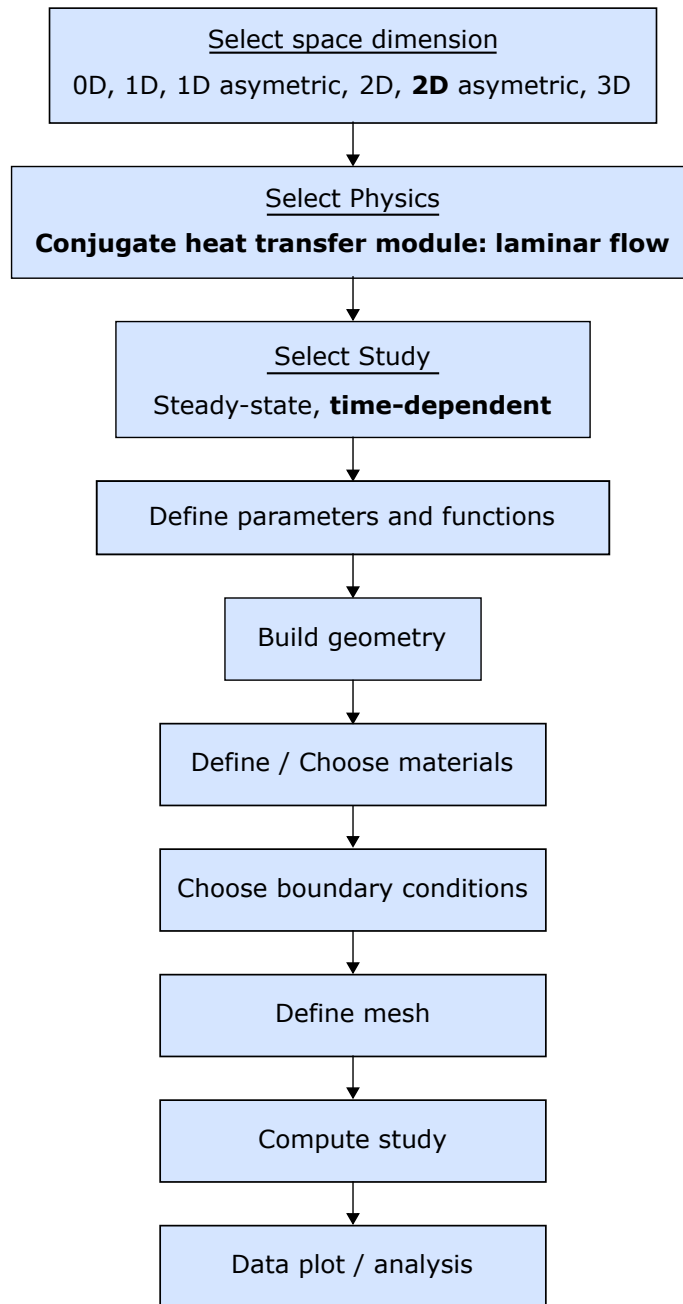 Select space dimension
0D, 1D, 1D asymetric, 2D, 2D asymetric, 3D
Select Physics
Conjugate heat transfer module: laminar flow
Select Study
Steady-state, time-dependent
Define parameters and functions
Build geometry
Define / Choose materials
Choose boundary conditions
Define mesh
Compute study
Data plot / analysis